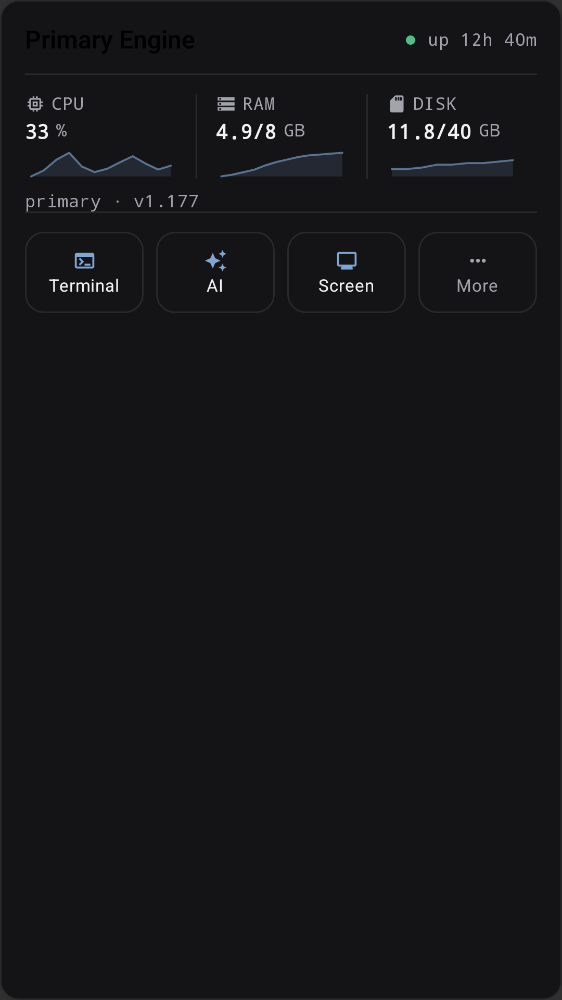 Primary Engine
up 12h 40m
CPU
RAM
DISK
33 %
4.9/8 GB
11.8/40 GB
primary · v1.177
Terminal
AI
Screen
More